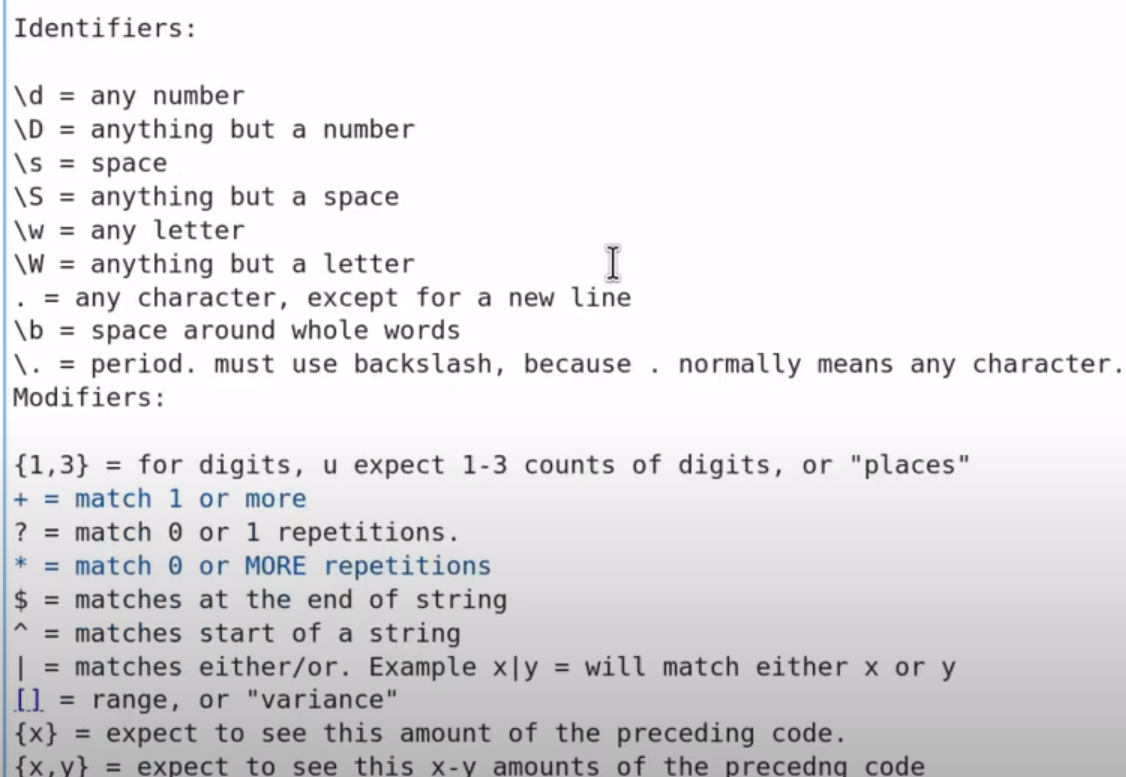 Identifiers:
\d = any number
\D = anything but a number
\s = space
\S = anything but a space
\w = any letter
\W = anything but a letter
. = any character, except for a new line
\b = space around whole words
\. = period. must use backslash, because . normally means any character.
Modifiers:
{1,3} = for digits, u expect 1-3 counts of digits, or "places"
+ = match 1 or more
? = match 0 or 1 repetitions.
* = match 0 or MORE repetitions
$ = matches at the end of string
^ = matches start of a string
| = matches either/or. Example x|y = will match either x or y
[] = range, or "variance"
{x} = expect to see this amount of the preceding code.
{x,y} = expect to see this x-y amounts of the precedng code